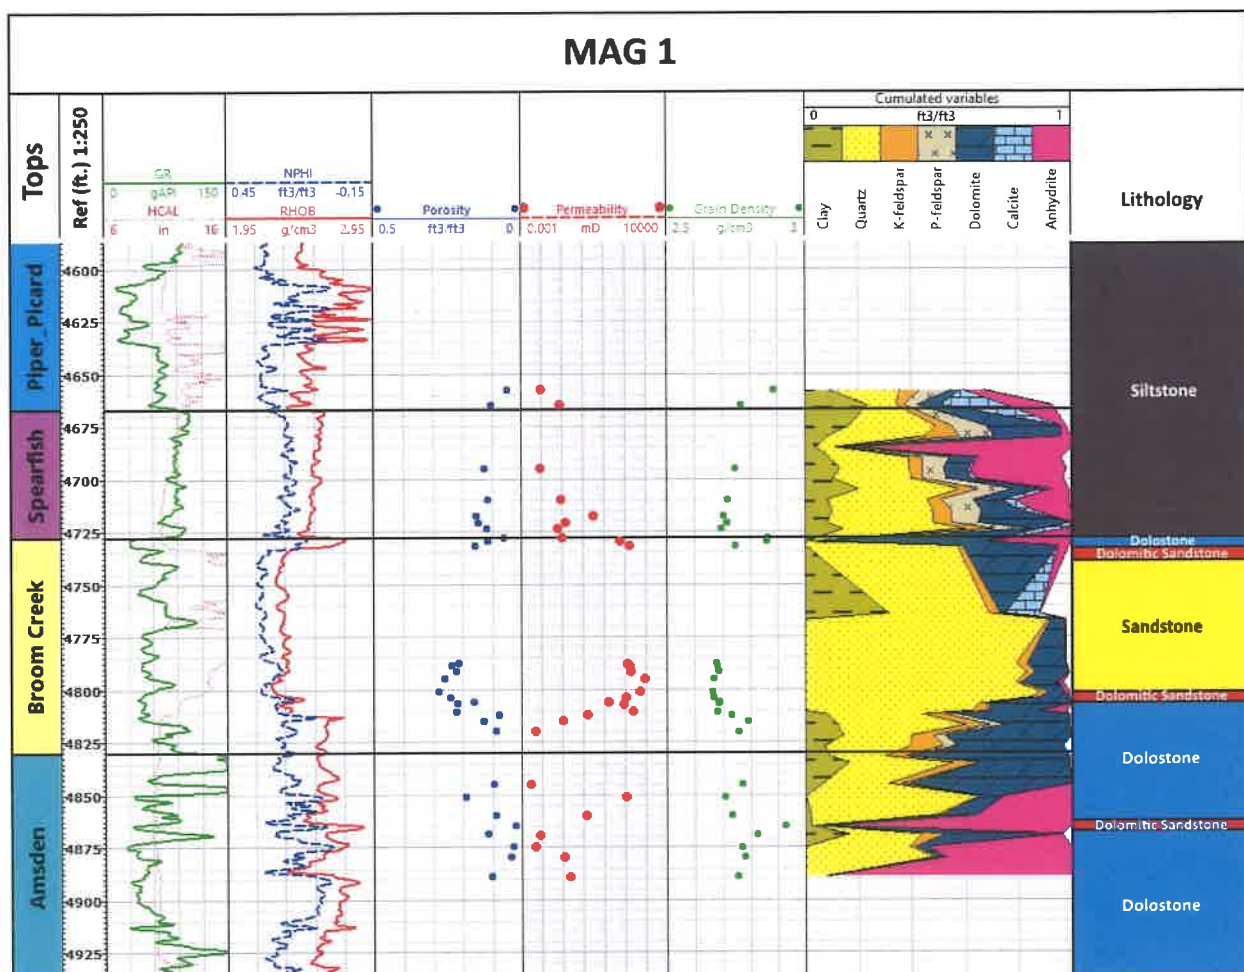 MAG 1
Tops
Ref (ft.) 1:250
GR
0 gAPI 150
HCAL
6 in 16
NPHI
0.45 ft3/ft3 -0.15
RHOB
1.95 g/cm3 2.95
Porosity
0.5 ft3/ft3 0
Permeability
0.001 mD 10000
Grain Density
2.5 g/cm3 3
Cumulated variables
0 ft3/ft3 1
Clay
Quartz
K-feldspar
P-feldspar
Dolomite
Calcite
Anhydrite
Lithology
Piper_Picard
Spearfish
Broom Creek
Amsden
4600
4625
4650
4675
4700
4725
4750
4775
4800
4825
4850
4875
4900
4925
Siltstone
Dolostone
Dolomitic Sandstone
Sandstone
Dolomitic Sandstone
Dolostone
Dolomitic Sandstone
Dolostone